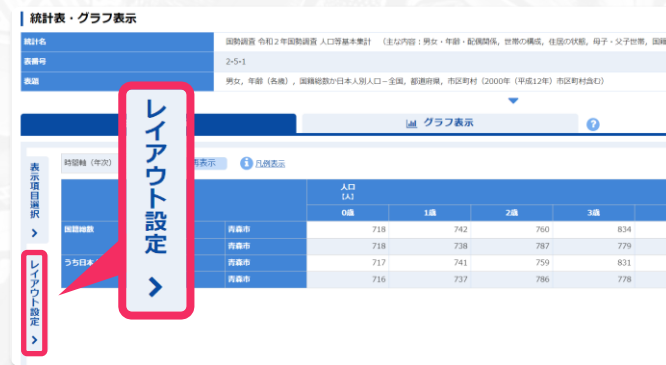 統計表・グラフ表示
統計名 国勢調査 令和2年国勢調査 人口等基本集計 （主な内容：男女・年齢・配偶関係，世帯の構成，住居の状態，母子・父子世帯，国籍
表番号 2-5-1
表題 男女，年齢（各歳），国籍総数か日本人別人口－全国，都道府県，市区町村（2000年（平成12年）市区町村含む）
グラフ表示 ?
時間軸（年次） 再表示 i 凡例表示
表示項目選択
レイアウト設定
レイアウト設定
人口
【人】
0歳 1歳 2歳 3歳
国籍総数 青森市 718 742 760 834
青森市 718 738 787 779
うち日本 青森市 717 741 759 831
青森市 716 737 786 778